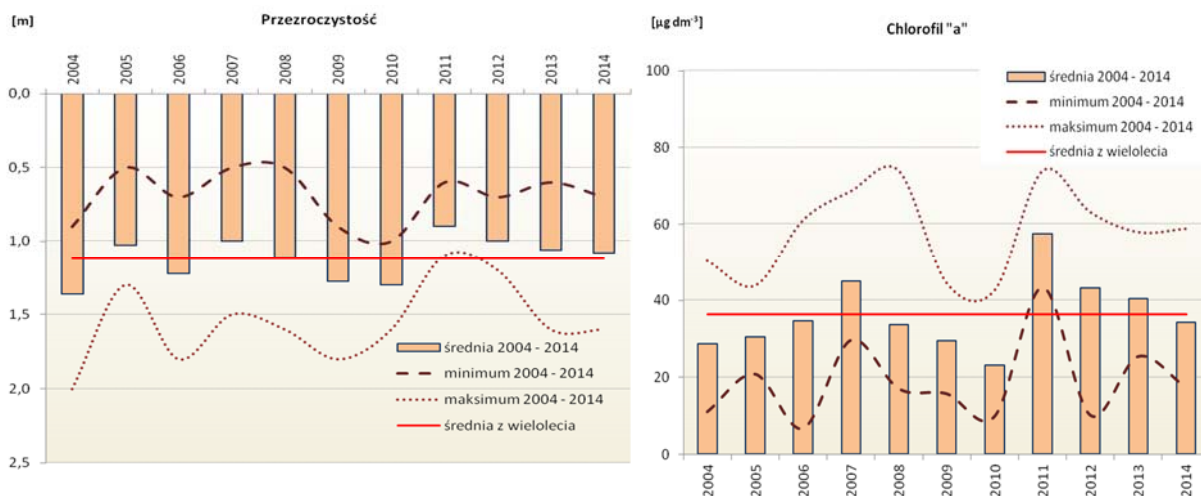 [m]
Przezroczystość
2004
2005
2006
2007
2008
2009
2010
2011
2012
2013
2014
0,0
0,5
1,0
1,5
2,0
2,5
średnia 2004 - 2014
minimum 2004 - 2014
maksimum 2004 - 2014
średnia z wielolecia
[µg dm-³]
Chlorofil "a"
100
80
60
40
20
0
średnia 2004 - 2014
minimum 2004 - 2014
maksimum 2004 - 2014
średnia z wielolecia
2004
2005
2006
2007
2008
2009
2010
2011
2012
2013
2014